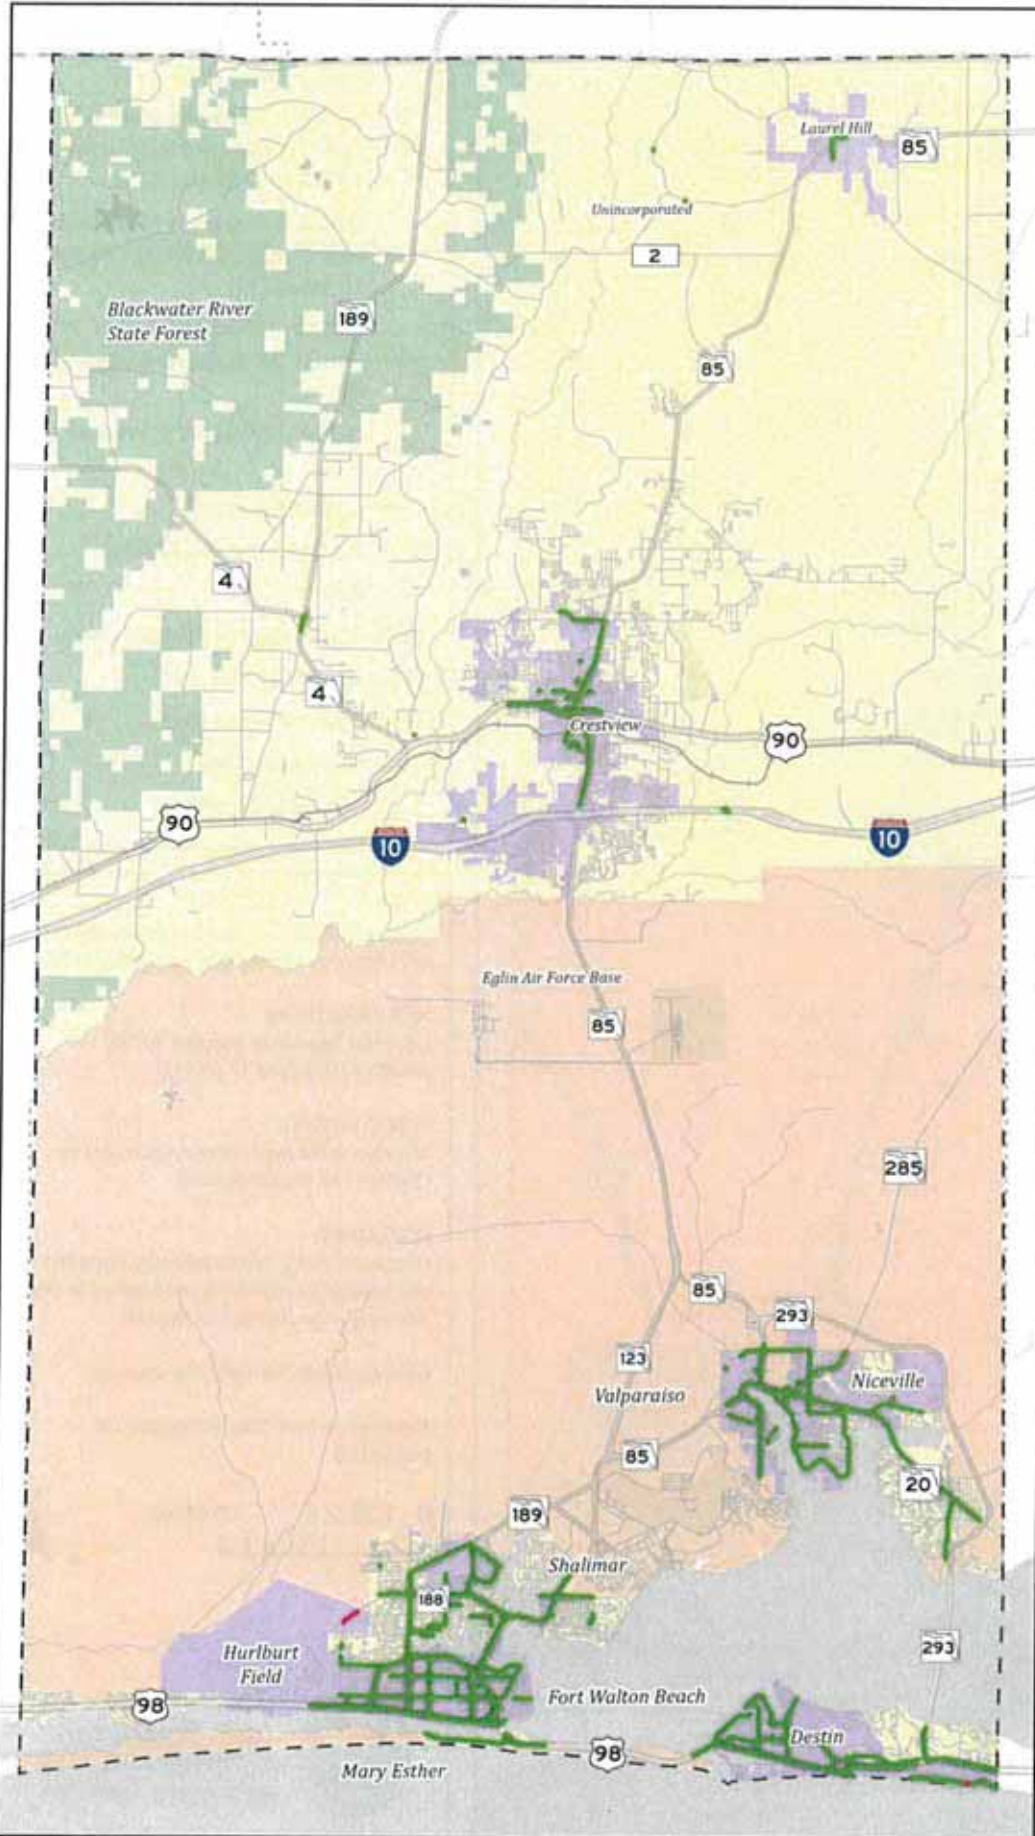 Laurel Hill
85
Unincorporated
2
Blackwater River
State Forest
189
85
4
4
Crestview
90
90
10
10
Eglin Air Force Base
85
285
85
293
123
Niceville
Valparaiso
85
20
189
Shalimar
188
293
Hurlburt
Field
98
Fort Walton Beach
Destin
98
Mary Esther